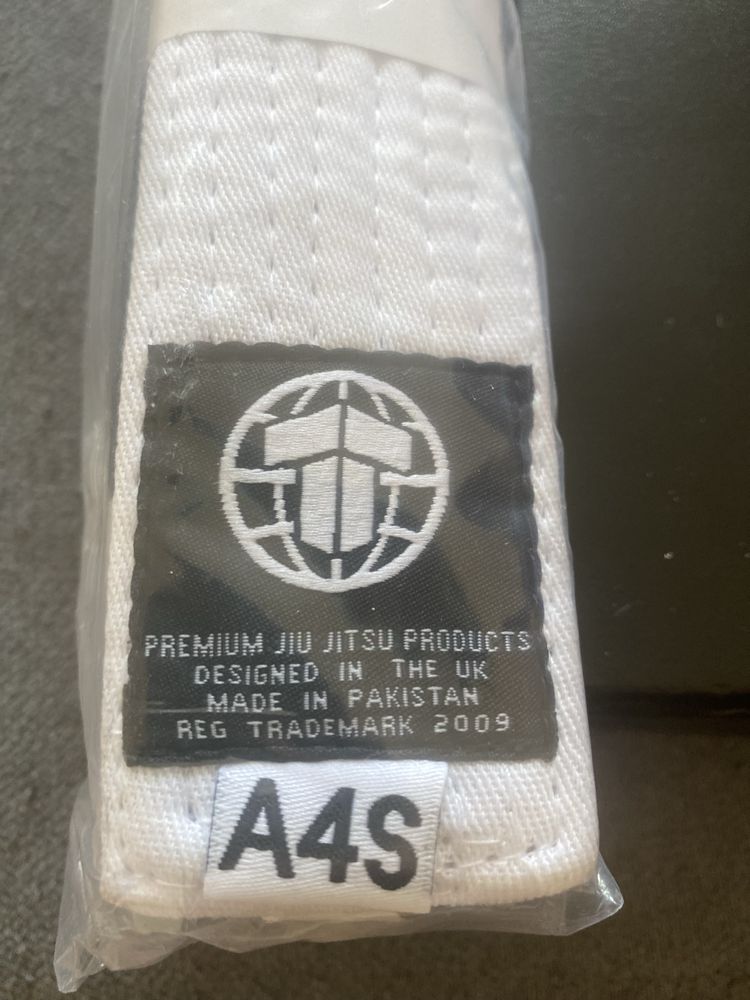 PREMIUM JIU JITSU PRODUCTS
DESIGNED IN THE UK
MADE IN PAKISTAN
REG TRADEMARK 2009
A4S